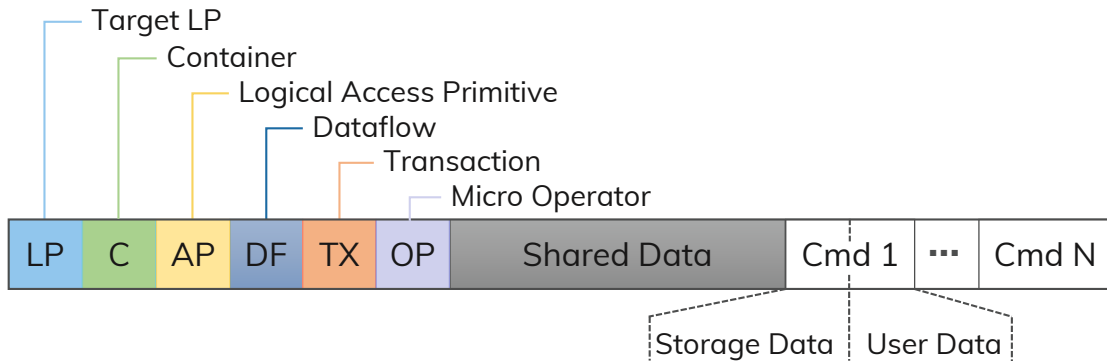 Target LP
Container
Logical Access Primitive
Dataflow
Transaction
Micro Operator
LP C AP DF TX OP Shared Data Cmd 1 ... Cmd N
Storage Data User Data